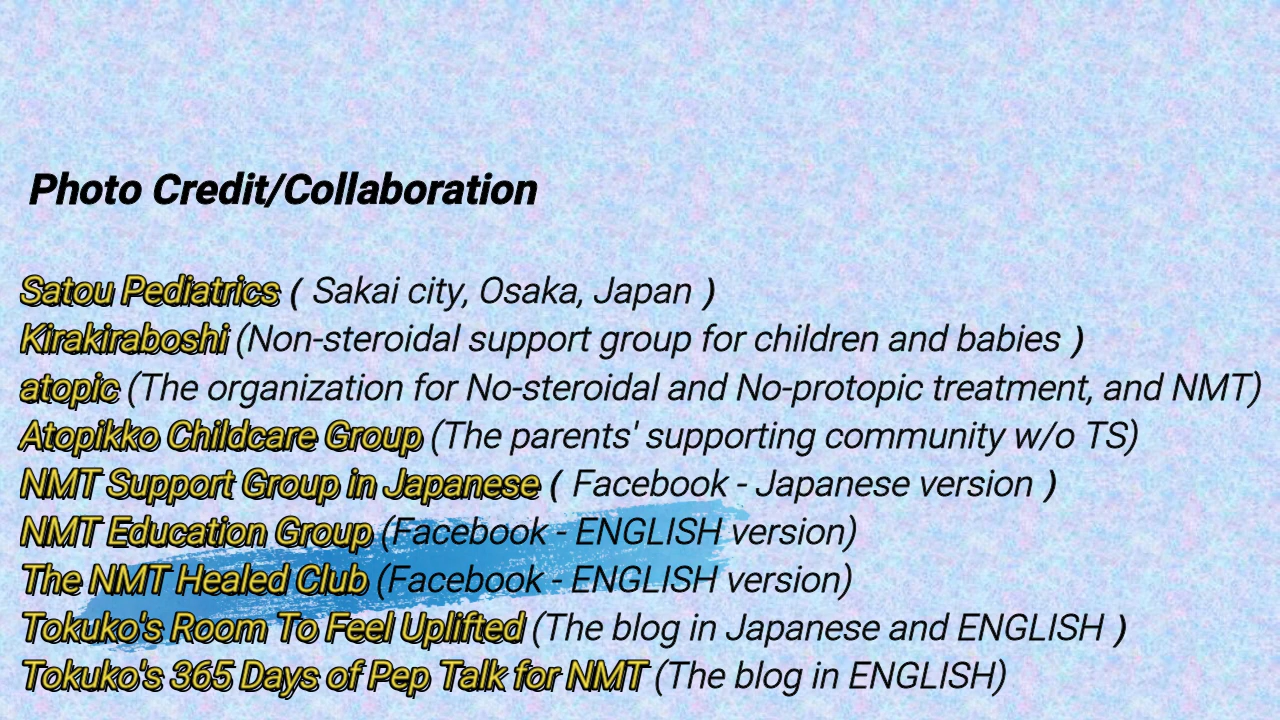 Photo Credit/Collaboration
Satou Pediatrics ( Sakai city, Osaka, Japan )
Kirakiraboshi (Non-steroidal support group for children and babies )
atopic (The organization for No-steroidal and No-protopic treatment, and NMT)
Atopikko Childcare Group (The parents' supporting community w/o TS)
NMT Support Group in Japanese ( Facebook - Japanese version )
NMT Education Group (Facebook - ENGLISH version)
The NMT Healed Club (Facebook - ENGLISH version)
Tokuko's Room To Feel Uplifted (The blog in Japanese and ENGLISH )
Tokuko's 365 Days of Pep Talk for NMT (The blog in ENGLISH)